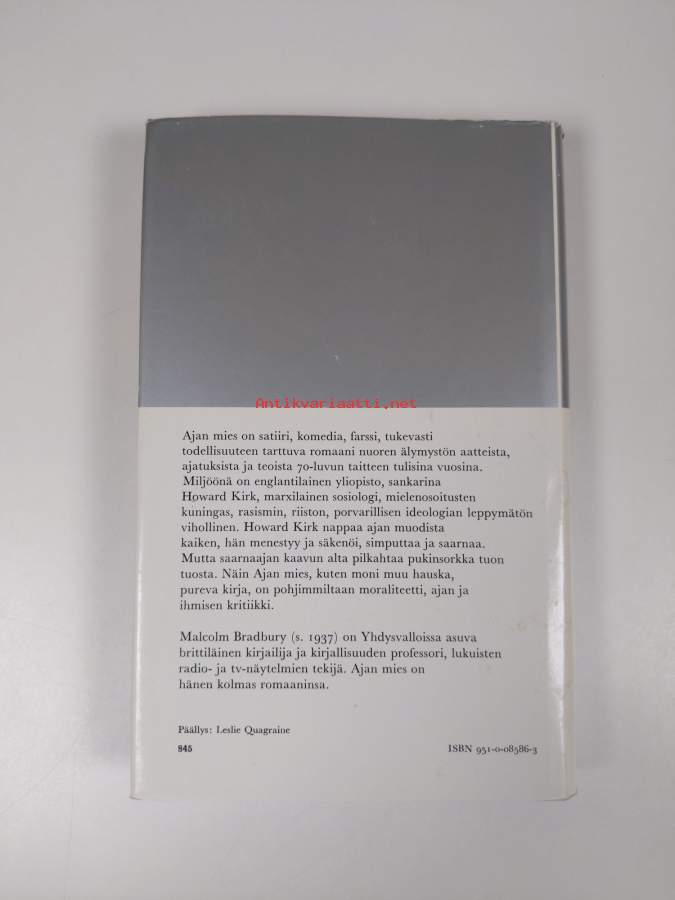 Antikvariaatti.net
Ajan mies on satiiri, komedia, farssi, tukevasti
todellisuuteen tarttuva romaani nuoren älymystön aatteista,
ajatuksista ja teoista 70-luvun taitteen tulisina vuosina.
Miljöönä on englantilainen yliopisto, sankarina
Howard Kirk, marxilainen sosiologi, mielenosoitusten
kuningas, rasismin, riiston, porvarillisen ideologian leppymätön
vihollinen. Howard Kirk nappaa ajan muodista
kaiken, hän menestyy ja säkenöi, simputtaa ja saarnaa.
Mutta saarnaajan kaavun alta pilkahtaa pukinsorkka tuon
tuosta. Näin Ajan mies, kuten moni muu hauska,
pureva kirja, on pohjimmiltaan moraliteetti, ajan ja
ihmisen kritiikki.
Malcolm Bradbury (s. 1937) on Yhdysvalloissa asuva
brittiläinen kirjailija ja kirjallisuuden professori, lukuisten
radio- ja tv-näytelmien tekijä. Ajan mies on
hänen kolmas romaaninsa.
Päällys: Leslie Quagraine
845
ISBN 951-0-08586-3